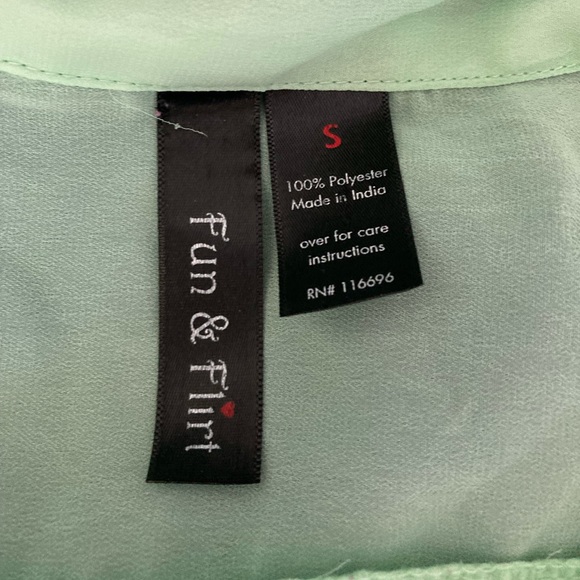 Fun & Flirt
S
100% Polyester
Made in India
over for care
instructions
RN# 116696